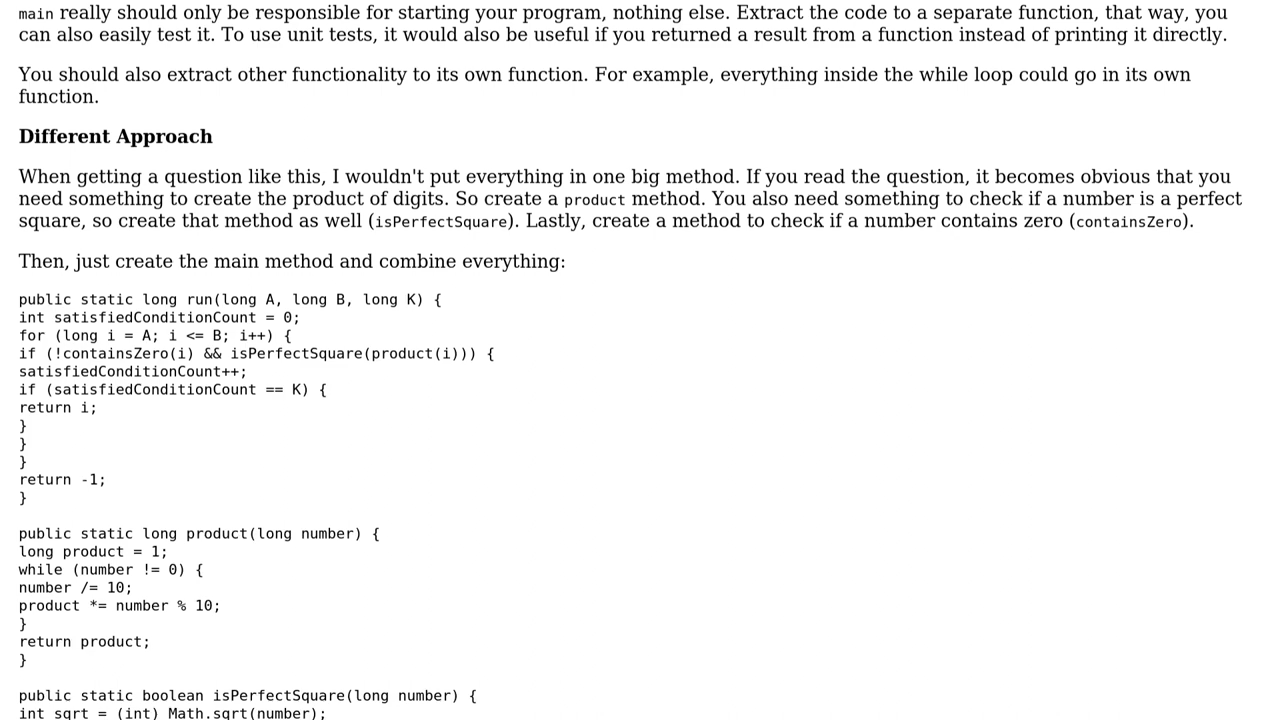 main really should only be responsible for starting your program, nothing else. Extract the code to a separate function, that way, you
can also easily test it. To use unit tests, it would also be useful if you returned a result from a function instead of printing it directly.
You should also extract other functionality to its own function. For example, everything inside the while loop could go in its own
function.
Different Approach
When getting a question like this, I wouldn't put everything in one big method. If you read the question, it becomes obvious that you
need something to create the product of digits. So create a product method. You also need something to check if a number is a perfect
square, so create that method as well (isPerfectSquare). Lastly, create a method to check if a number contains zero (containsZero).
Then, just create the main method and combine everything:
public static long run(long A, long B, long K) {
int satisfiedConditionCount = 0;
for (long i = A; i <= B; i++) {
if (!containsZero(i) && isPerfectSquare(product(i))) {
satisfiedConditionCount++;
if (satisfiedConditionCount == K) {
return i;
}
}
}
return -1;
}
public static long product(long number) {
long product = 1;
while (number != 0) {
number /= 10;
product *= number % 10;
}
return product;
}
public static boolean isPerfectSquare(long number) {
int sqrt = (int) Math.sqrt(number);